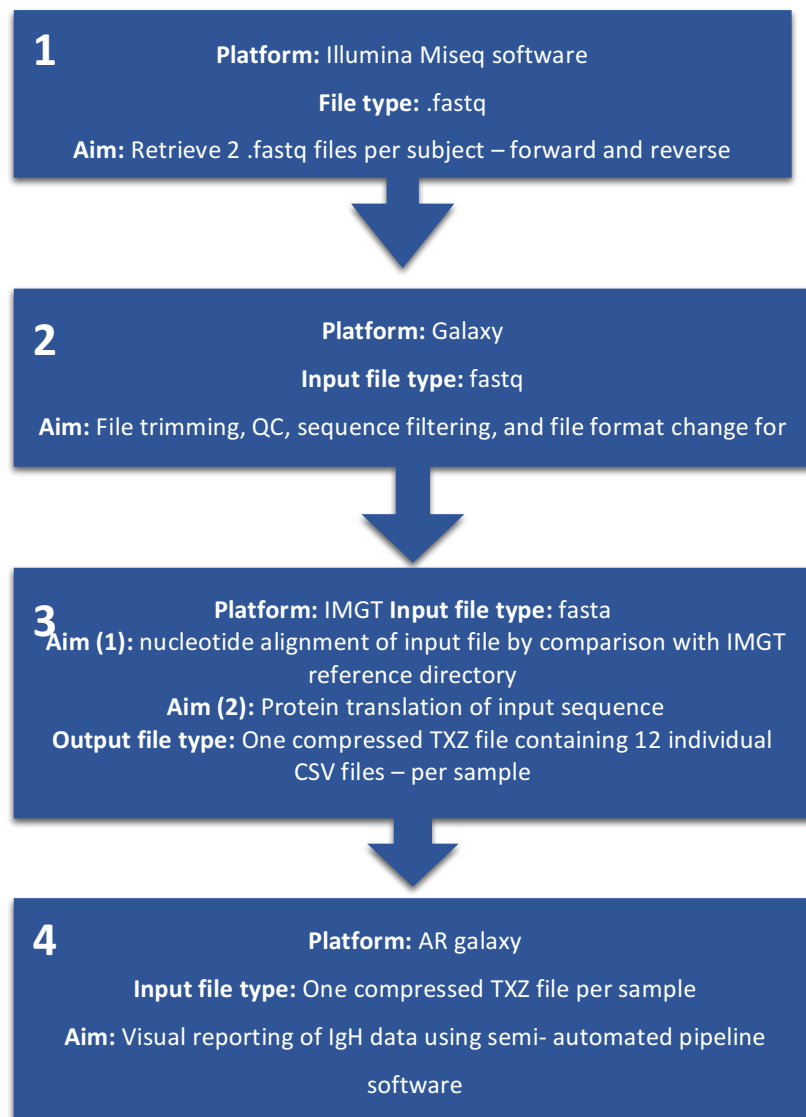 1
Platform: Illumina Miseq software
File type: .fastq
Aim: Retrieve 2 .fastq files per subject – forward and reverse
2
Platform: Galaxy
Input file type: fastq
Aim: File trimming, QC, sequence filtering, and file format change for
3
Platform: IMGT Input file type: fasta
Aim (1): nucleotide alignment of input file by comparison with IMGT
reference directory
Aim (2): Protein translation of input sequence
Output file type: One compressed TXZ file containing 12 individual
CSV files – per sample
4
Platform: AR galaxy
Input file type: One compressed TXZ file per sample
Aim: Visual reporting of IgH data using semi- automated pipeline
software